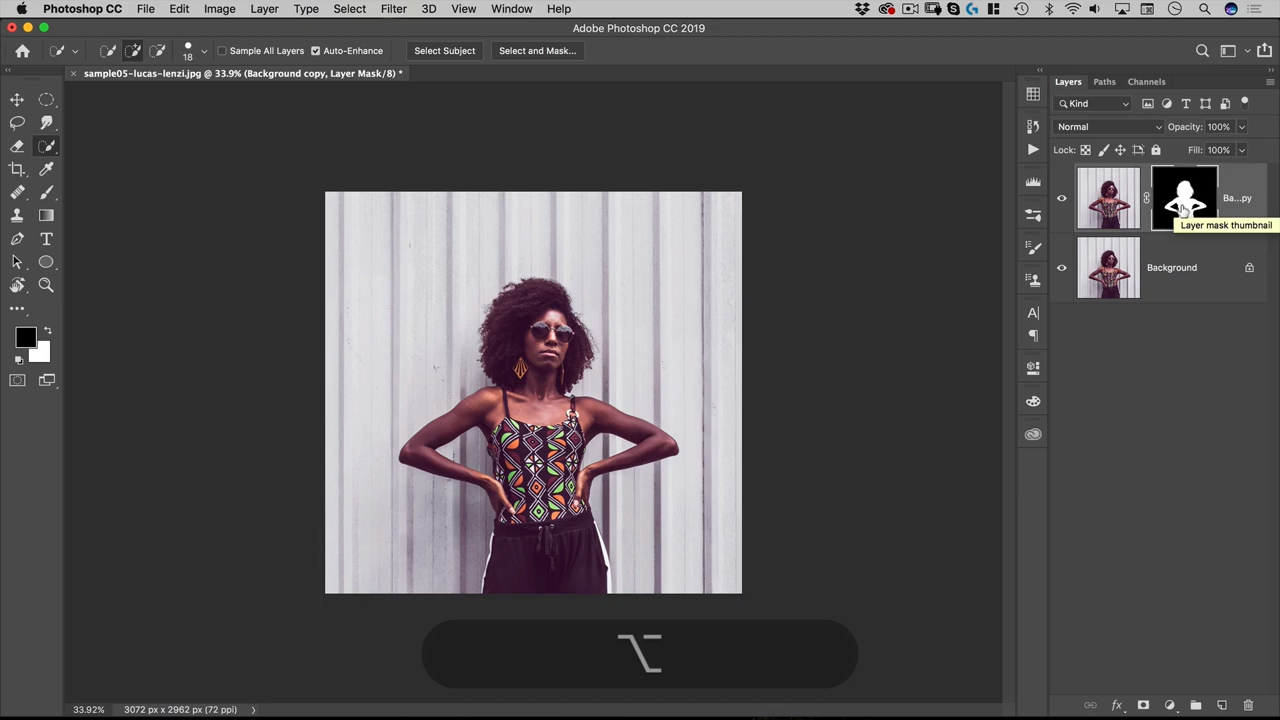 Photoshop CC File Edit Image Layer Type Select Filter 3D View Window Help
Adobe Photoshop CC 2019
18 Sample All Layers Auto-Enhance Select Subject Select and Mask...
sample05-lucas-lenzi.jpg @ 33.9% (Background copy, Layer Mask/8) *
Layers Paths Channels
Kind
Normal Opacity: 100%
Lock: Fill: 100%
Ba...py
Layer mask thumbnail
Background
33.92% 3072 px x 2962 px (72 ppi)